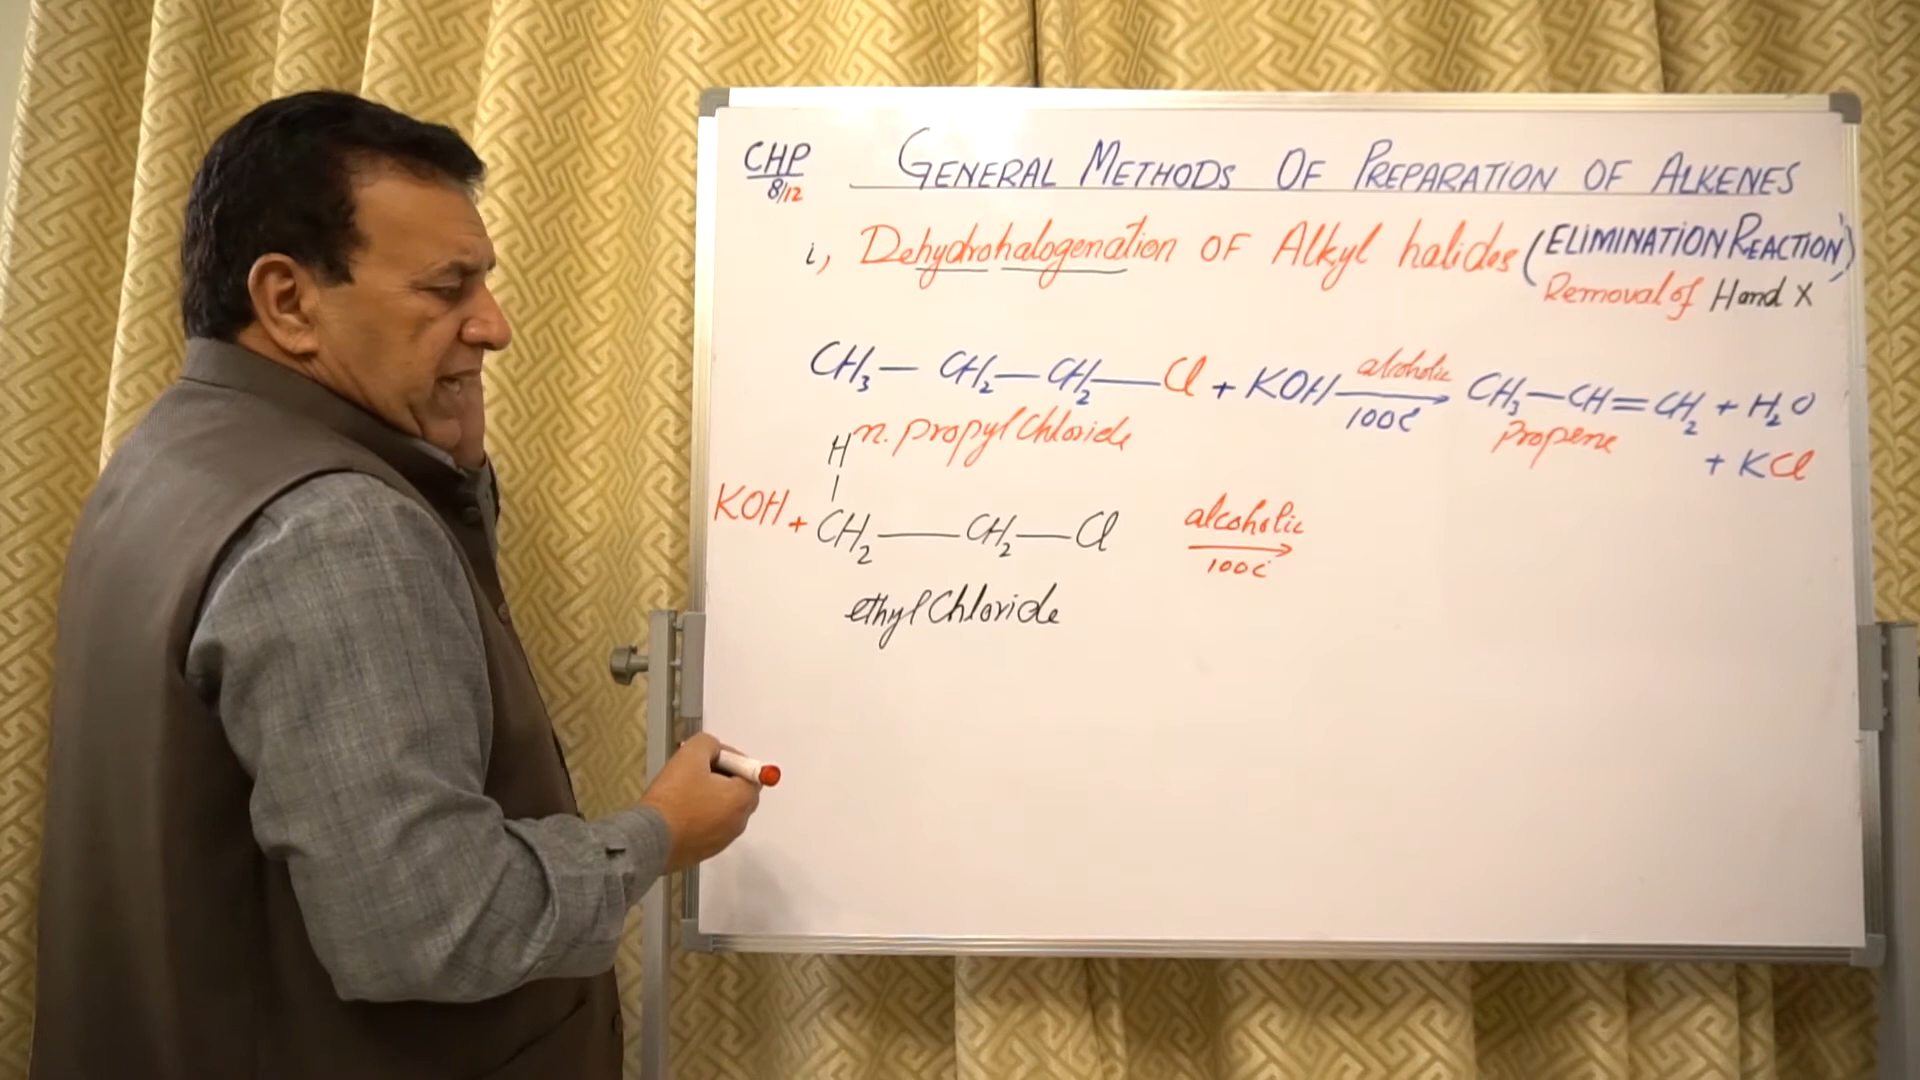 CHP
8/12
GENERAL METHODS OF PREPARATION OF ALKENES
i, Dehydrohalogenation OF Alkyl halides (ELIMINATION REACTION)
Removal of H and X
CH₃— CH₂—CH₂—Cl + KOH alcoholic 100C → CH₃—CH=CH₂ + H₂O
n. propyl Chloride
Propene
+ KCl
H
|
KOH + CH₂—CH₂—Cl alcoholic 100C →
ethyl Chloride